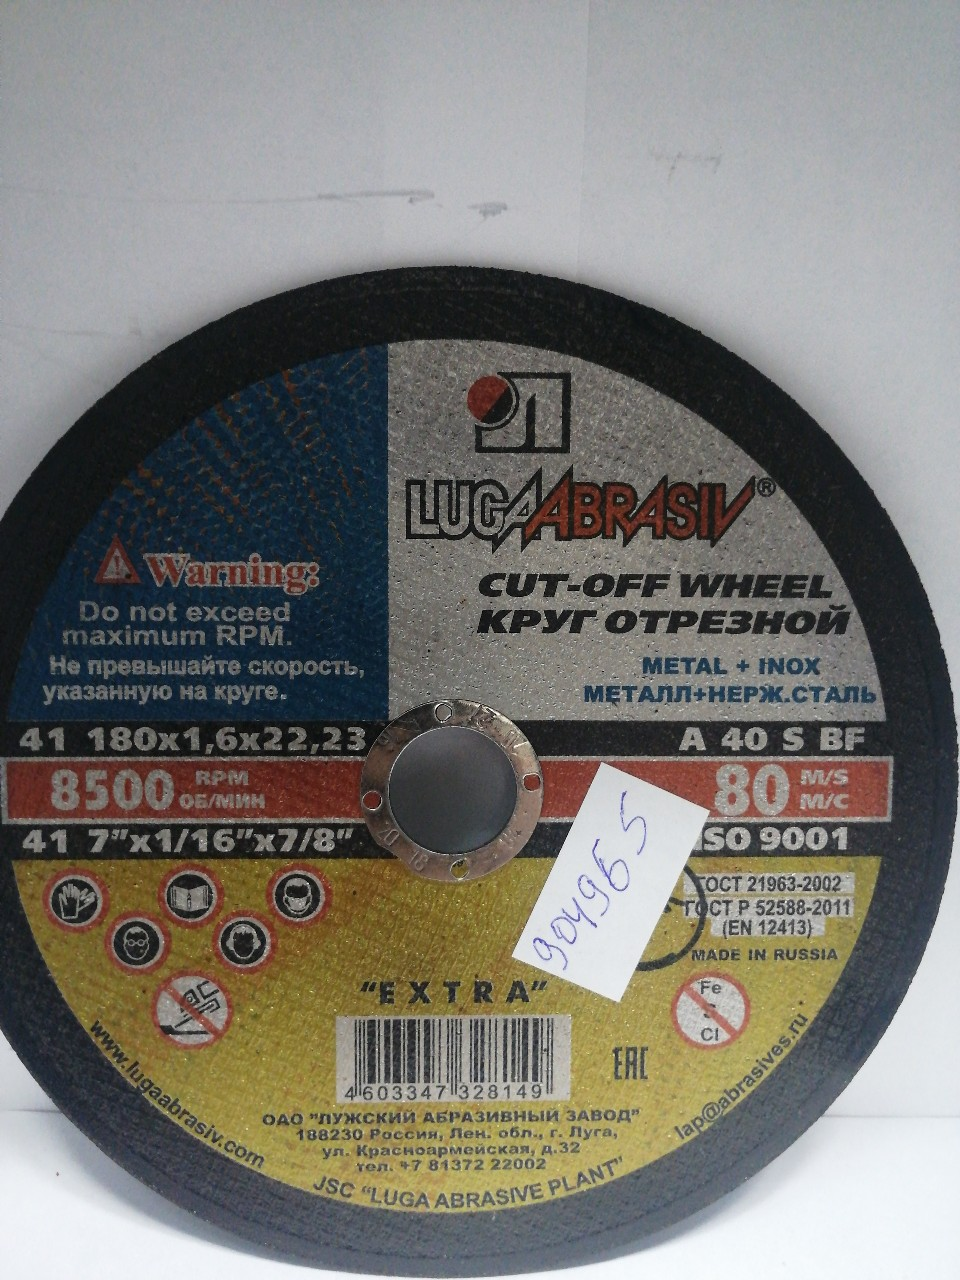 LUGAABRASIV®
CUT-OFF WHEEL
КРУГ ОТРЕЗНОЙ
METAL + INOX
МЕТАЛЛ+НЕРЖ.СТАЛЬ
Warning:
Do not exceed
maximum RPM.
Не превышайте скорость,
указанную на круге.
41 180x1,6x22,23
A 40 S BF
8500 RPM
ОБ/МИН
80 M/S
М/С
41 7"x1/16"x7/8"
ISO 9001
904965
ГОСТ 21963-2002
ГОСТ Р 52588-2011
(EN 12413)
MADE IN RUSSIA
"EXTRA"
Fe
S
Cl
4 603347 328149
EAC
ОАО "ЛУЖСКИЙ АБРАЗИВНЫЙ ЗАВОД"
188230 Россия, Лен. обл., г. Луга,
ул. Красноармейская, д.32
тел. +7 81372 22002
JSC "LUGA ABRASIVE PLANT"
www.lugaabrasiv.com
lap@abrasives.ru